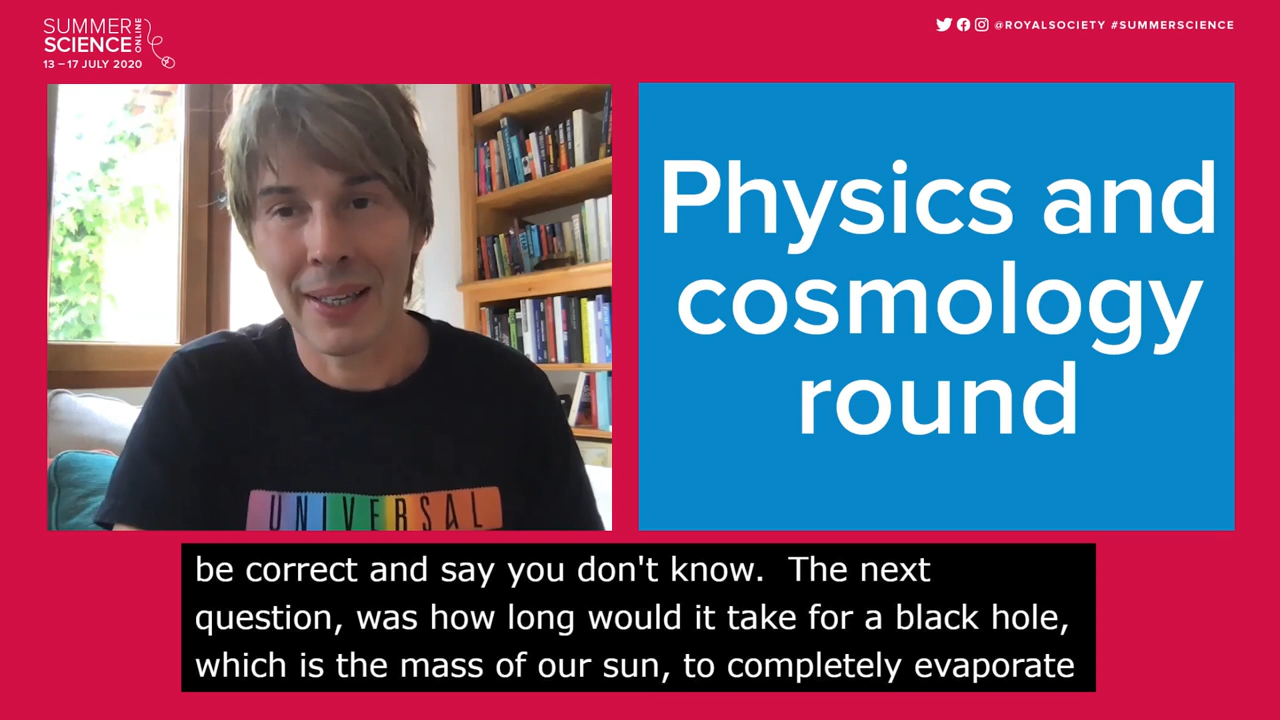 SUMMER
SCIENCE
ONLINE
13 – 17 JULY 2020
@ROYALSOCIETY #SUMMERSCIENCE
Physics and
cosmology
round
UNIVERSAL
be correct and say you don't know.  The next
question, was how long would it take for a black hole,
which is the mass of our sun, to completely evaporate